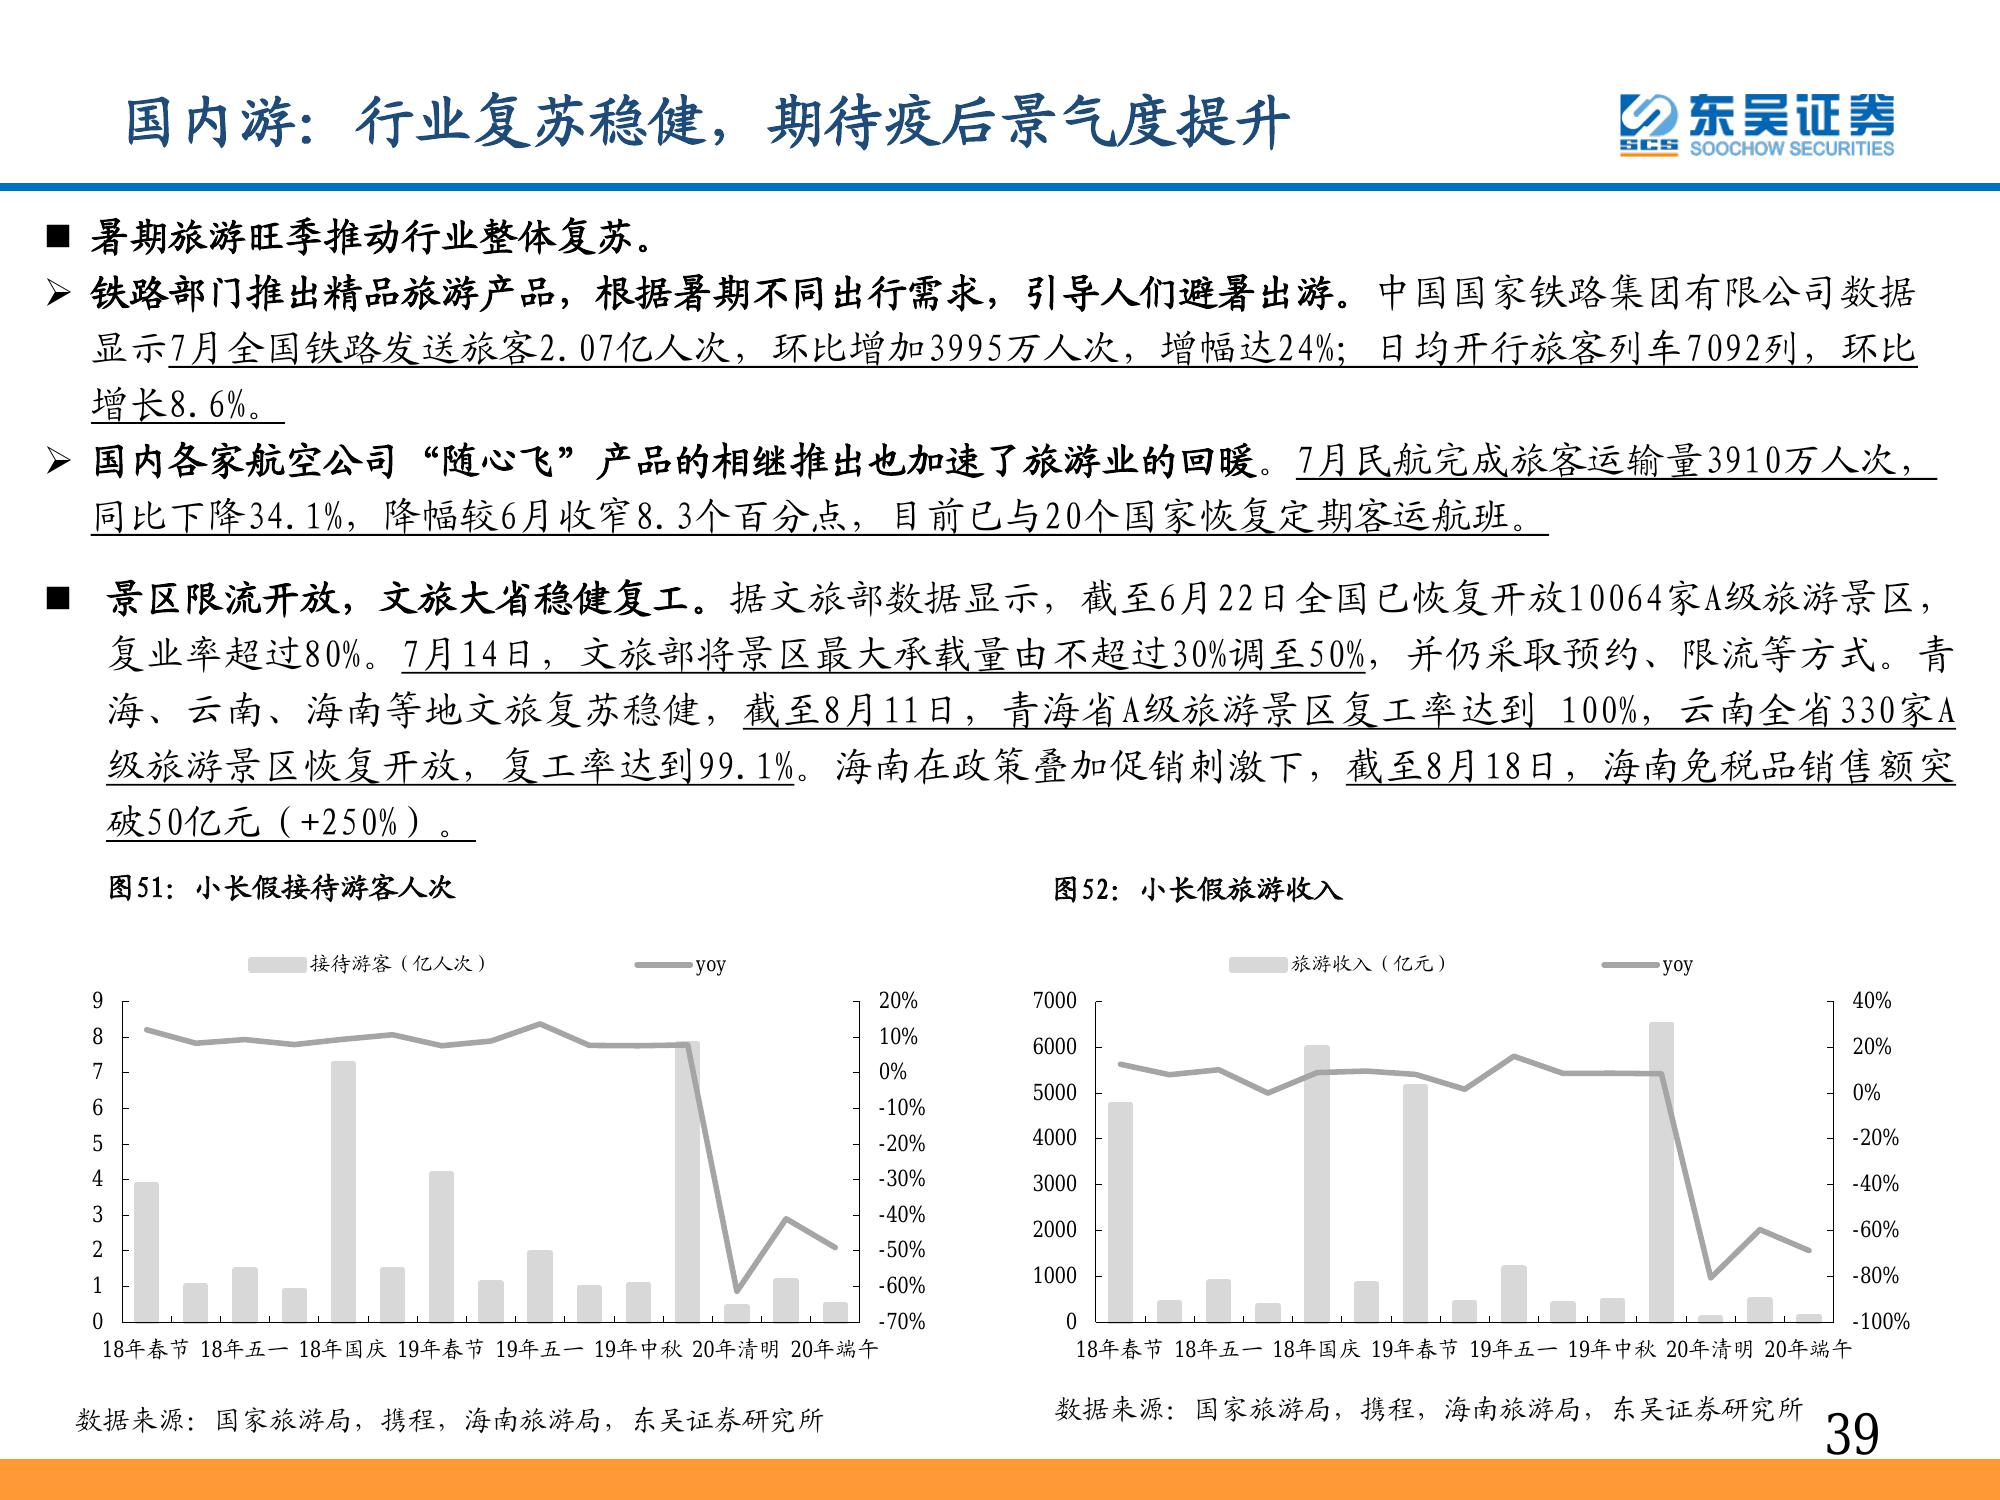 国内游：行业复苏稳健，期待疫后景气度提升
东吴证券
SCS SOOCHOW SECURITIES
■ 暑期旅游旺季推动行业整体复苏。
➢ 铁路部门推出精品旅游产品，根据暑期不同出行需求，引导人们避暑出游。中国国家铁路集团有限公司数据
显示7月全国铁路发送旅客2.07亿人次，环比增加3995万人次，增幅达24%；日均开行旅客列车7092列，环比
增长8.6%。
➢ 国内各家航空公司“随心飞”产品的相继推出也加速了旅游业的回暖。7月民航完成旅客运输量3910万人次，
同比下降34.1%，降幅较6月收窄8.3个百分点，目前已与20个国家恢复定期客运航班。
■ 景区限流开放，文旅大省稳健复工。据文旅部数据显示，截至6月22日全国已恢复开放10064家A级旅游景区，
复业率超过80%。7月14日，文旅部将景区最大承载量由不超过30%调至50%，并仍采取预约、限流等方式。青
海、云南、海南等地文旅复苏稳健，截至8月11日，青海省A级旅游景区复工率达到 100%，云南全省330家A
级旅游景区恢复开放，复工率达到99.1%。海南在政策叠加促销刺激下，截至8月18日，海南免税品销售额突
破50亿元（+250%）。
图51：小长假接待游客人次
接待游客（亿人次） yoy
9 20%
8 10%
7 0%
6 -10%
5 -20%
4 -30%
3 -40%
2 -50%
1 -60%
0 -70%
18年春节 18年五一 18年国庆 19年春节 19年五一 19年中秋 20年清明 20年端午
数据来源：国家旅游局，携程，海南旅游局，东吴证券研究所
图52：小长假旅游收入
旅游收入（亿元） yoy
7000 40%
6000 20%
5000 0%
4000 -20%
3000 -40%
2000 -60%
1000 -80%
0 -100%
18年春节 18年五一 18年国庆 19年春节 19年五一 19年中秋 20年清明 20年端午
数据来源：国家旅游局，携程，海南旅游局，东吴证券研究所
39